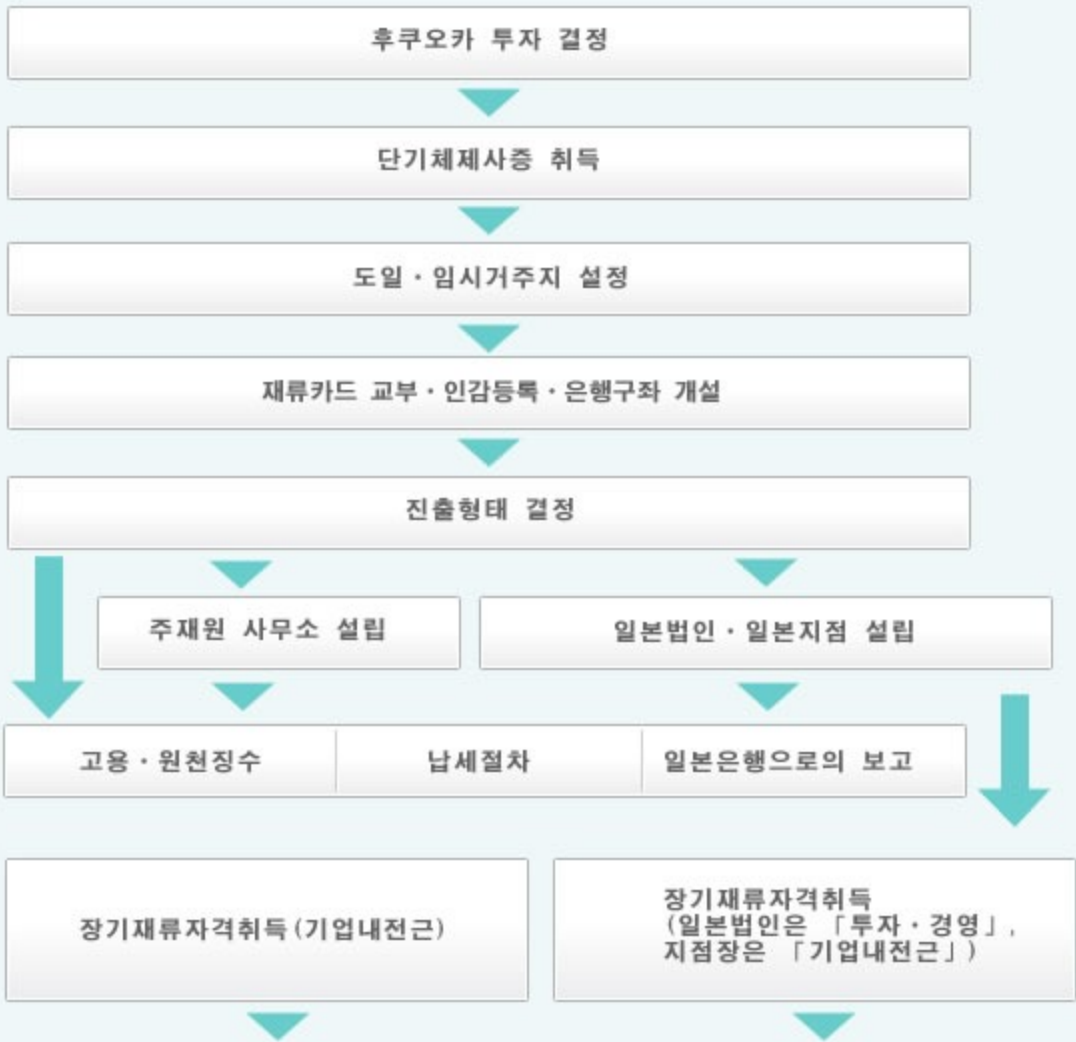 후쿠오카 투자 결정
단기체제사증 취득
도일・임시거주지 설정
재류카드 교부・인감등록・은행구좌 개설
진출형태 결정
주재원 사무소 설립
일본법인・일본지점 설립
고용・원천징수
납세절차
일본은행으로의 보고
장기재류자격취득(기업내전근)
장기재류자격취득
(일본법인은 「투자・경영」,
지점장은 「기업내전근」)